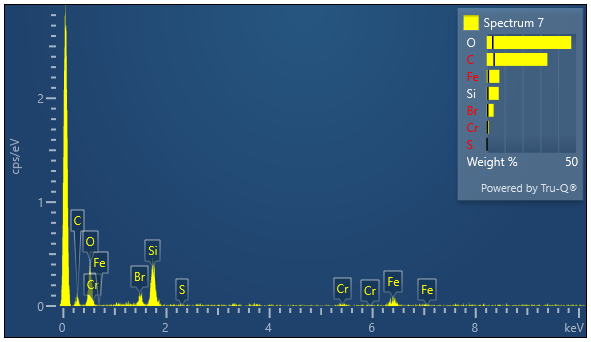 Spectrum 7
O
C
Fe
Si
Br
Cr
S
Weight % 50
Powered by Tru-Q®
cps/eV
2
1
0
C
O
Fe
Cr
Br
Si
S
Cr
Cr
Fe
Fe
0 2 4 6 8 keV